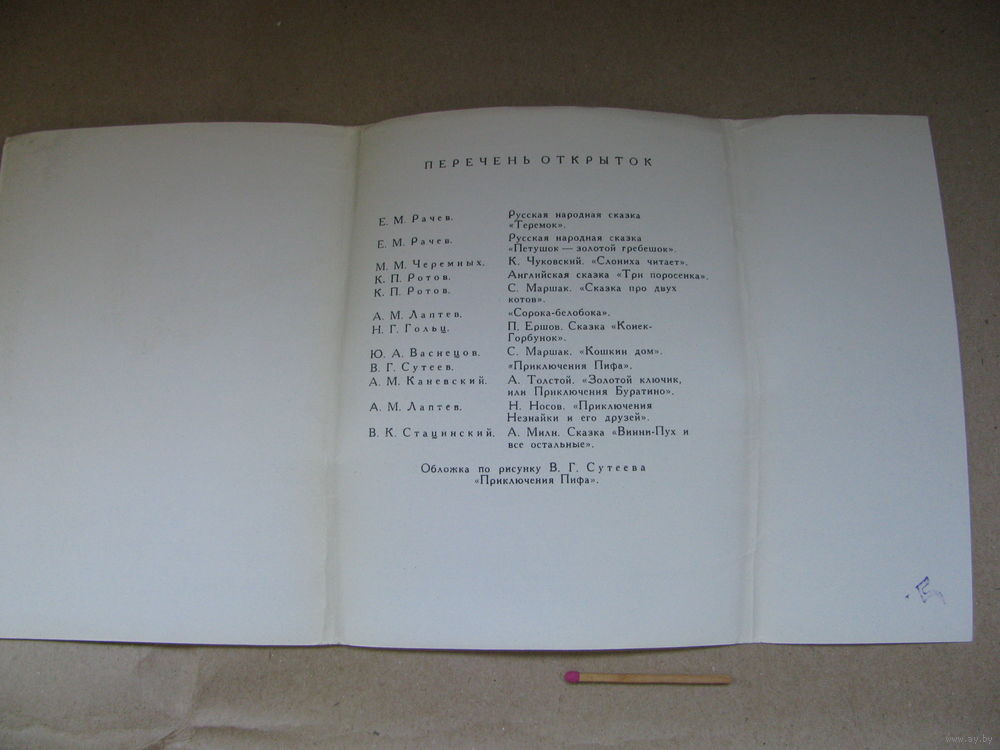 ПЕРЕЧЕНЬ ОТКРЫТОК
Е. М. Рачев. Русская народная сказка
«Теремок».
Е. М. Рачев. Русская народная сказка
«Петушок — золотой гребешок».
М. М. Черемных. К. Чуковский. «Слониха читает».
К. П. Ротов. Английская сказка «Три поросенка».
К. П. Ротов. С. Маршак. «Сказка про двух
котов».
А. М. Лаптев. «Сорока-белобока».
Н. Г. Гольц. П. Ершов. Сказка «Конек-
Горбунок».
Ю. А. Васнецов. С. Маршак. «Кошкин дом».
В. Г. Сутеев. «Приключения Пифа».
А. М. Каневский. А. Толстой. «Золотой ключик,
или Приключения Буратино».
А. М. Лаптев. Н. Носов. «Приключения
Незнайки и его друзей».
В. К. Стацинский. А. Милн. Сказка «Винни-Пух и
все остальные».
Обложка по рисунку В. Г. Сутеева
«Приключения Пифа».
www.ay.by